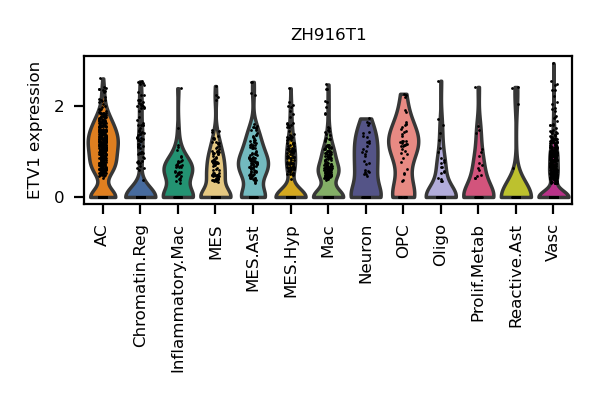 ZH916T1
ETV1 expression
2
0
AC
Chromatin.Reg
Inflammatory.Mac
MES
MES.Ast
MES.Hyp
Mac
Neuron
OPC
Oligo
Prolif.Metab
Reactive.Ast
Vasc